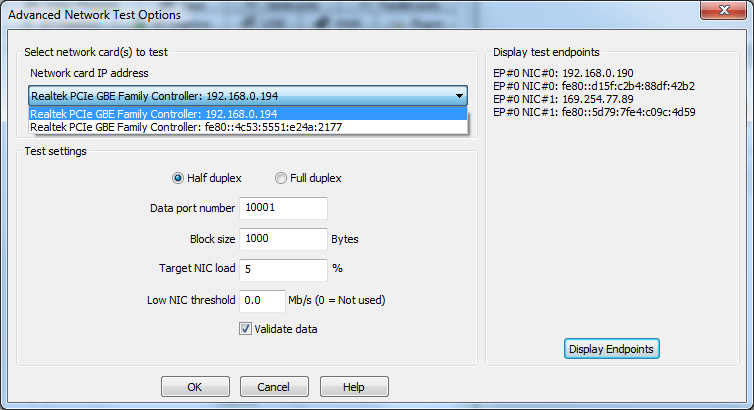 Advanced Network Test Options
Select network card(s) to test
Network card IP address
Realtek PCIe GBE Family Controller: 192.168.0.194
Realtek PCIe GBE Family Controller: 192.168.0.194
Realtek PCIe GBE Family Controller: fe80::4c53:5551:e24a:2177
Test settings
Half duplex
Full duplex
Data port number 10001
Block size 1000 Bytes
Target NIC load 5 %
Low NIC threshold 0.0 Mb/s (0 = Not used)
Validate data
OK
Cancel
Help
Display test endpoints
EP#0 NIC#0: 192.168.0.190
EP#0 NIC#0: fe80::d15f:c2b4:88df:42b2
EP#0 NIC#1: 169.254.77.89
EP#0 NIC#1: fe80::5d79:7fe4:c09c:4d59
Display Endpoints